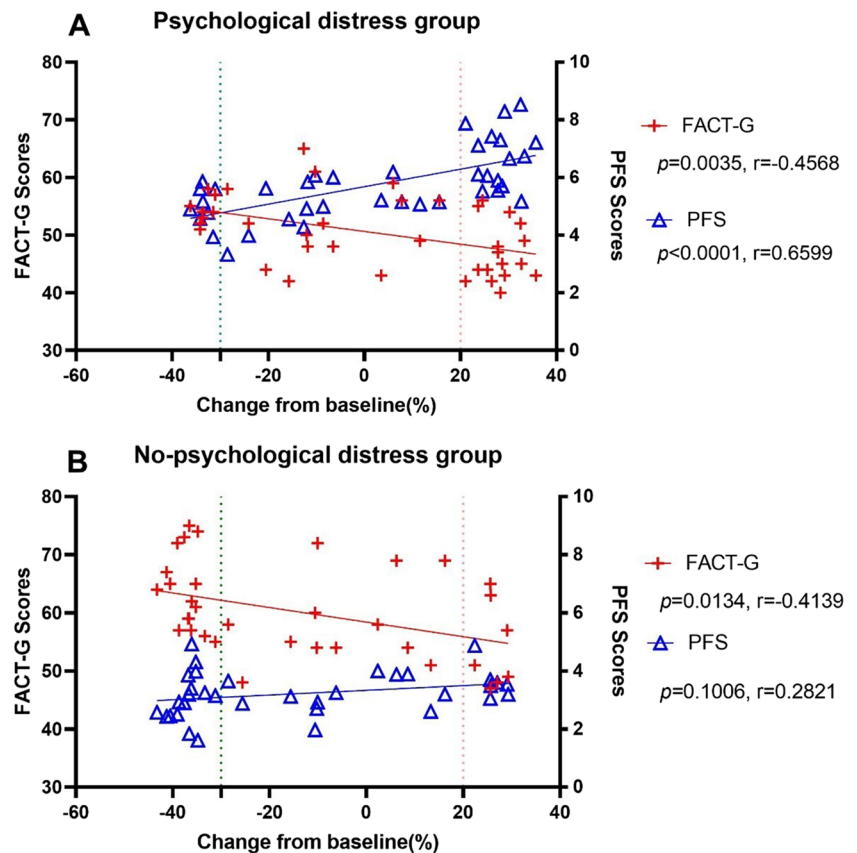 A
Psychological distress group
80
70
60
50
40
30
FACT-G Scores
10
8
6
4
2
0
PFS Scores
-60
-40
-20
0
20
40
Change from baseline(%)
FACT-G
p=0.0035, r=-0.4568
PFS
p<0.0001, r=0.6599
B
No-psychological distress group
80
70
60
50
40
30
FACT-G Scores
10
8
6
4
2
0
PFS Scores
-60
-40
-20
0
20
40
Change from baseline(%)
FACT-G
p=0.0134, r=-0.4139
PFS
p=0.1006, r=0.2821